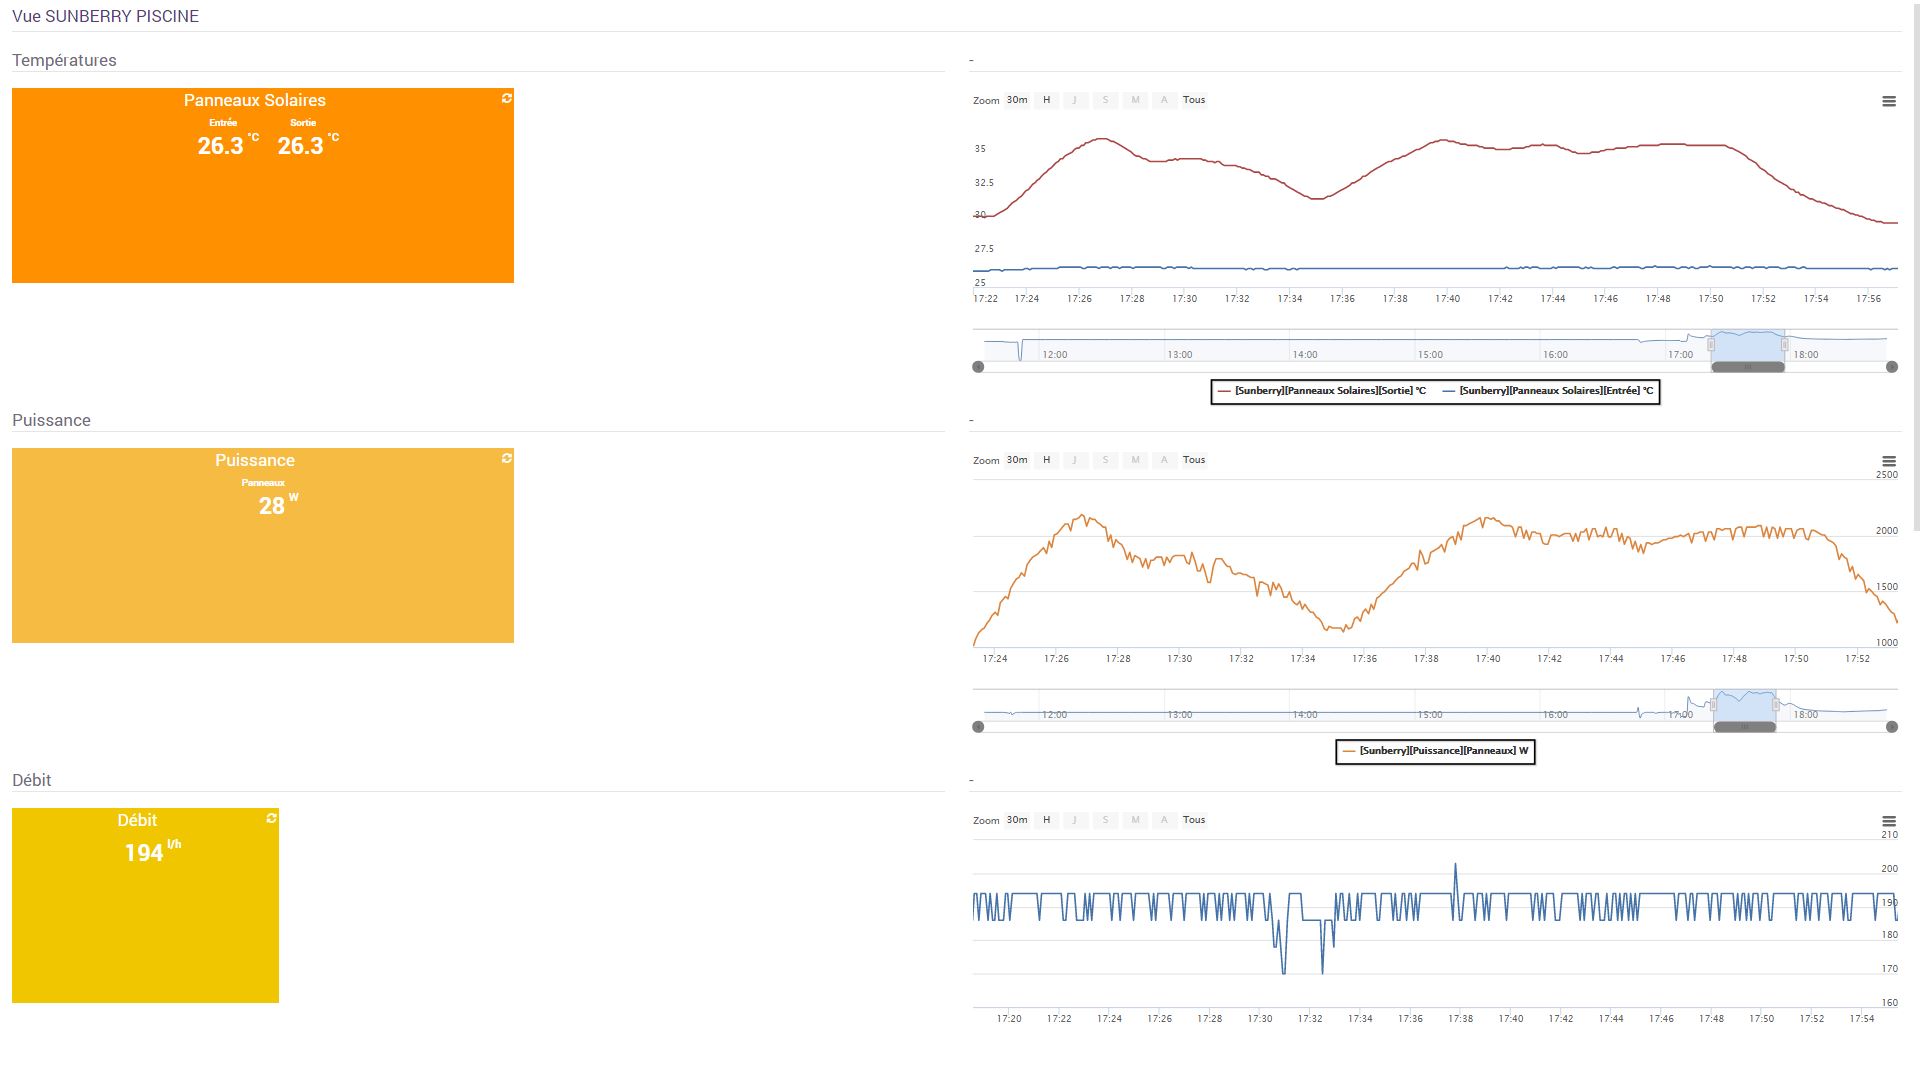 Vue SUNBERRY PISCINE
Températures
-
Panneaux Solaires
Entrée Sortie
26.3 °C 26.3 °C
Zoom 30m H J S M A Tous
35
32.5
30
27.5
25
17:22 17:24 17:26 17:28 17:30 17:32 17:34 17:36 17:38 17:40 17:42 17:44 17:46 17:48 17:50 17:52 17:54 17:56
12:00 13:00 14:00 15:00 16:00 17:00 18:00
[Sunberry][Panneaux Solaires][Sortie] °C [Sunberry][Panneaux Solaires][Entrée] °C
Puissance
-
Puissance
Panneaux
28 W
Zoom 30m H J S M A Tous
2500
2000
1500
1000
17:24 17:26 17:28 17:30 17:32 17:34 17:36 17:38 17:40 17:42 17:44 17:46 17:48 17:50 17:52
12:00 13:00 14:00 15:00 16:00 17:00 18:00
[Sunberry][Puissance][Panneaux] W
Débit
-
Débit
194 l/h
Zoom 30m H J S M A Tous
210
200
190
180
170
160
17:20 17:22 17:24 17:26 17:28 17:30 17:32 17:34 17:36 17:38 17:40 17:42 17:44 17:46 17:48 17:50 17:52 17:54